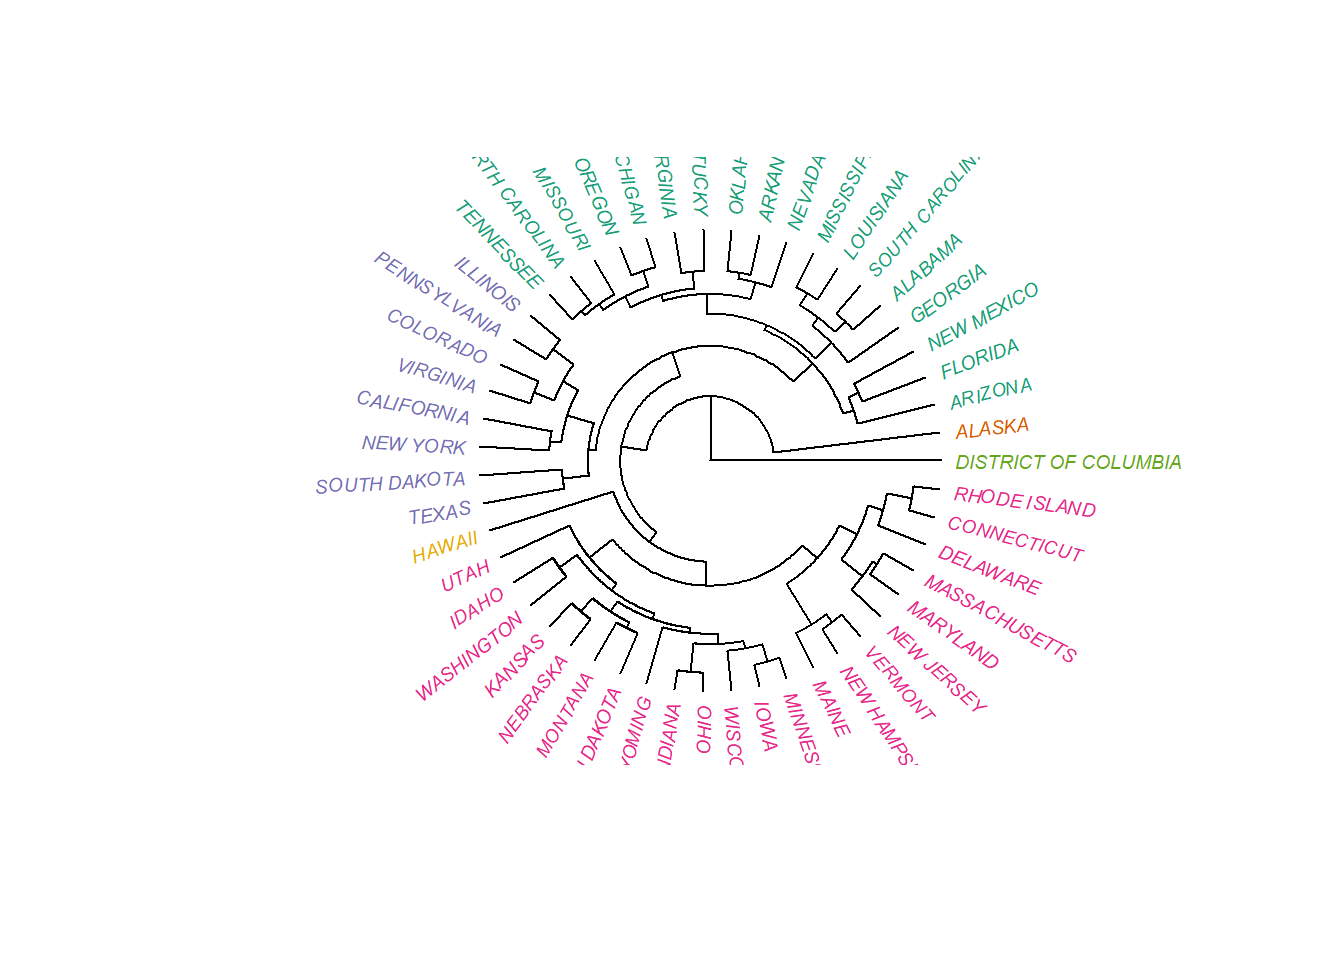 RTH CAROLINA
MISSOURI
OREGON
CHIGAN
RGINIA
TUCKY
OKLAH
ARKAN
NEVADA
MISSISSIP
LOUISIANA
SOUTH CAROLIN
ALABAMA
GEORGIA
NEW MEXICO
FLORIDA
ARIZONA
ALASKA
DISTRICT OF COLUMBIA
RHODE ISLAND
CONNECTICUT
DELAWARE
MASSACHUSETTS
MARYLAND
NEW JERSEY
VERMONT
NEW HAMPS
MAINE
MINNES
IOWA
WISCO
OHIO
DIANA
YOMING
DAKOTA
MONTANA
NEBRASKA
KANSAS
WASHINGTON
IDAHO
UTAH
HAWAII
TEXAS
SOUTH DAKOTA
NEW YORK
CALIFORNIA
VIRGINIA
COLORADO
PENNSYLVANIA
ILLINOIS
TENNESSEE